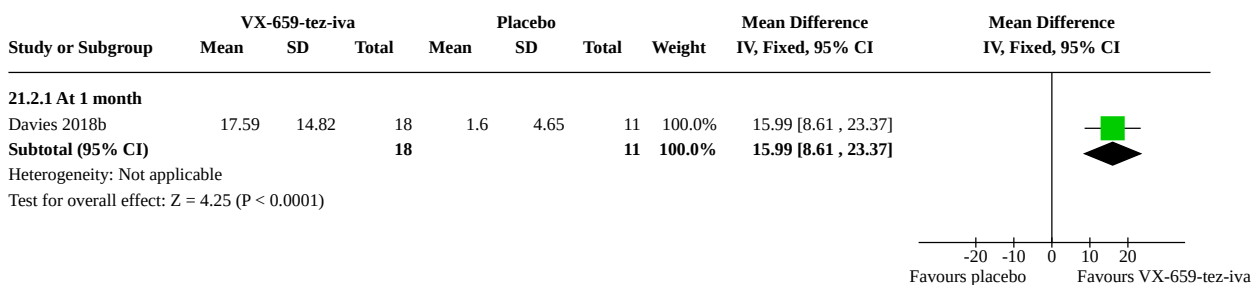 VX-659-tez-iva Placebo Mean Difference Mean Difference
Study or Subgroup Mean SD Total Mean SD Total Weight IV, Fixed, 95% CI IV, Fixed, 95% CI
21.2.1 At 1 month
Davies 2018b 17.59 14.82 18 1.6 4.65 11 100.0% 15.99 [8.61 , 23.37]
Subtotal (95% CI) 18 11 100.0% 15.99 [8.61 , 23.37]
Heterogeneity: Not applicable
Test for overall effect: Z = 4.25 (P < 0.0001)
-20 -10 0 10 20
Favours placebo Favours VX-659-tez-iva